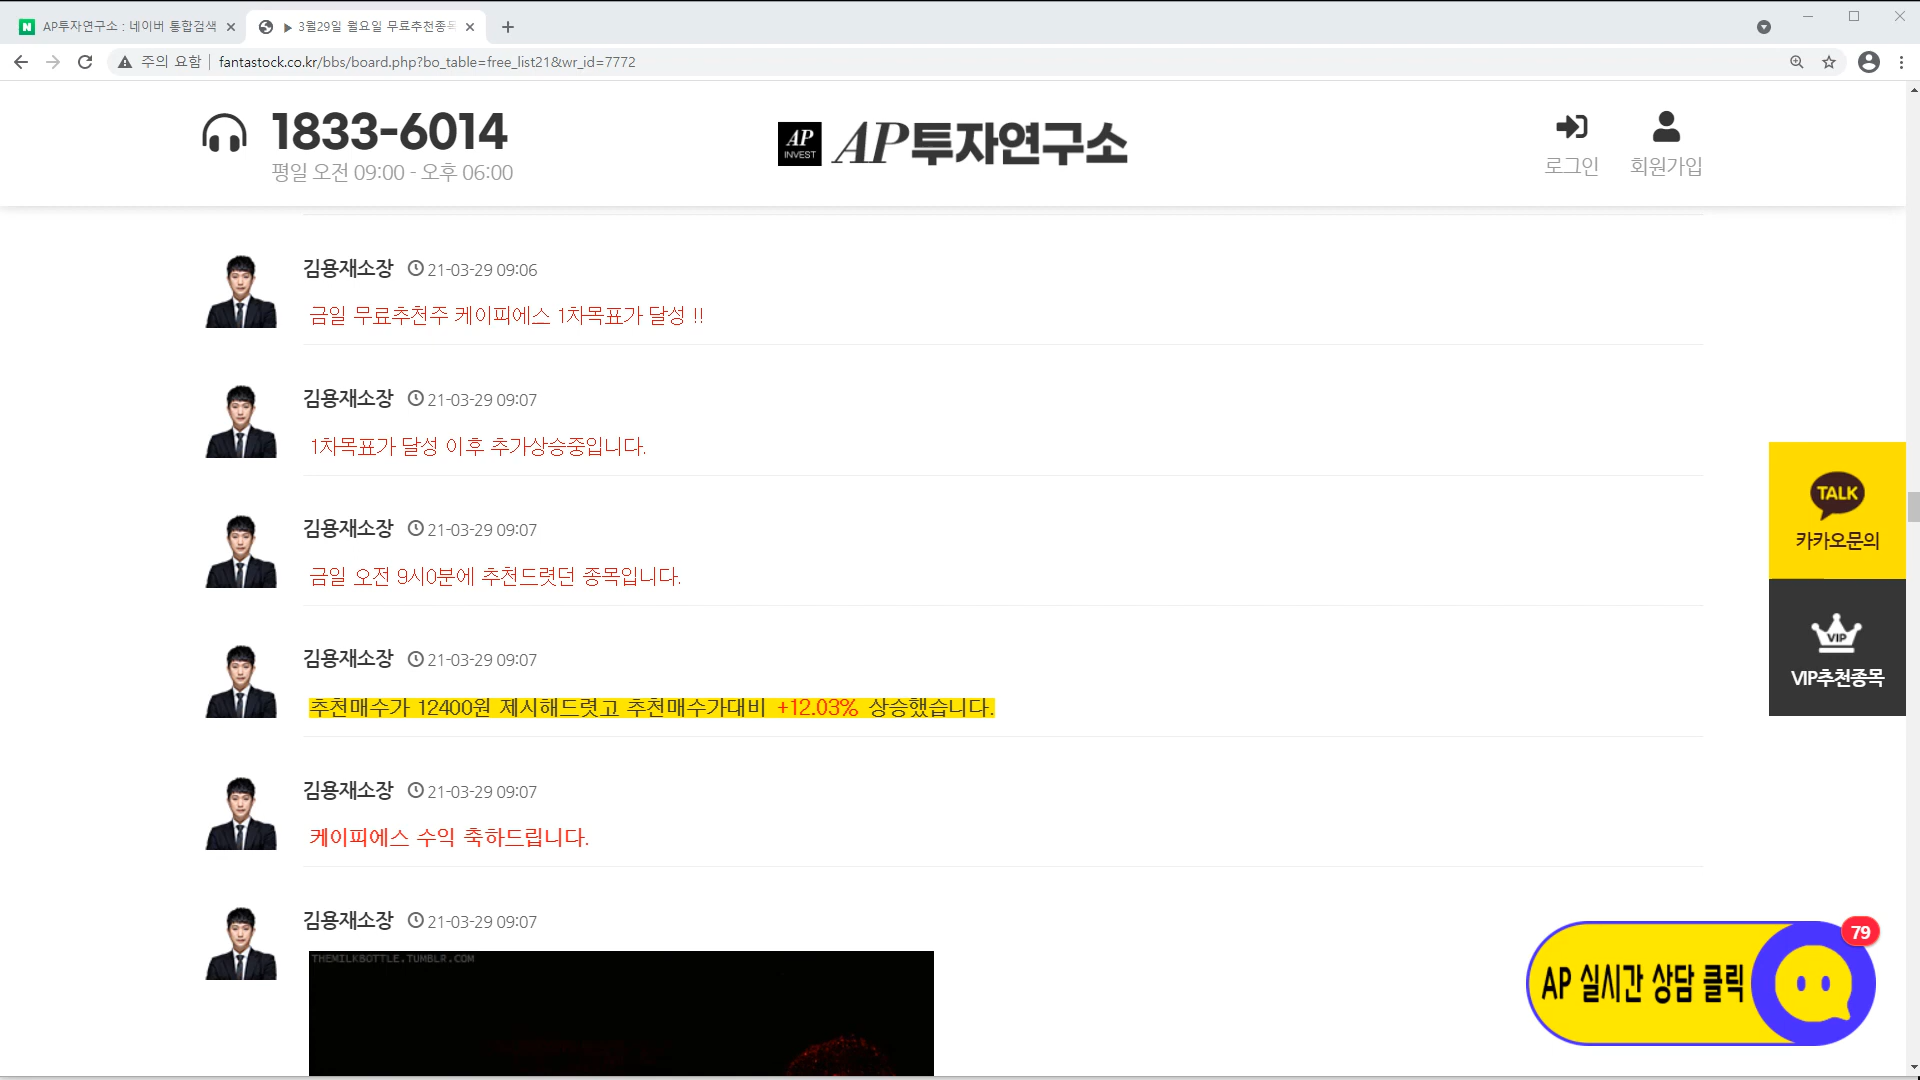 AP투자연구소 : 네이버 통합검색
▶ 3월29일 월요일 무료추천종목
주의 요함
fantastock.co.kr/bbs/board.php?bo_table=free_list21&wr_id=7772
1833-6014
평일 오전 09:00 - 오후 06:00
AP
INVEST
AP투자연구소
로그인
회원가입
김용재소장 21-03-29 09:06
금일 무료추천주 케이피에스 1차목표가 달성 !!
김용재소장 21-03-29 09:07
1차목표가 달성 이후 추가상승중입니다.
김용재소장 21-03-29 09:07
금일 오전 9시0분에 추천드렷던 종목입니다.
김용재소장 21-03-29 09:07
추천매수가 12400원 제시해드렷고 추천매수가대비 +12.03% 상승했습니다.
김용재소장 21-03-29 09:07
케이피에스 수익 축하드립니다.
김용재소장 21-03-29 09:07
THEMILKBOTTLE.TUMBLR.COM
TALK
카카오문의
VIP
VIP추천종목
79
AP 실시간 상담 클릭